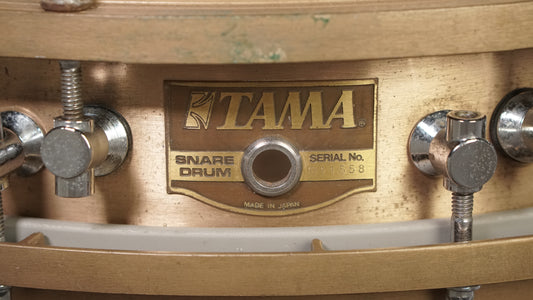 TAMA
SNARE DRUM
SERIAL No.
MADE IN JAPAN